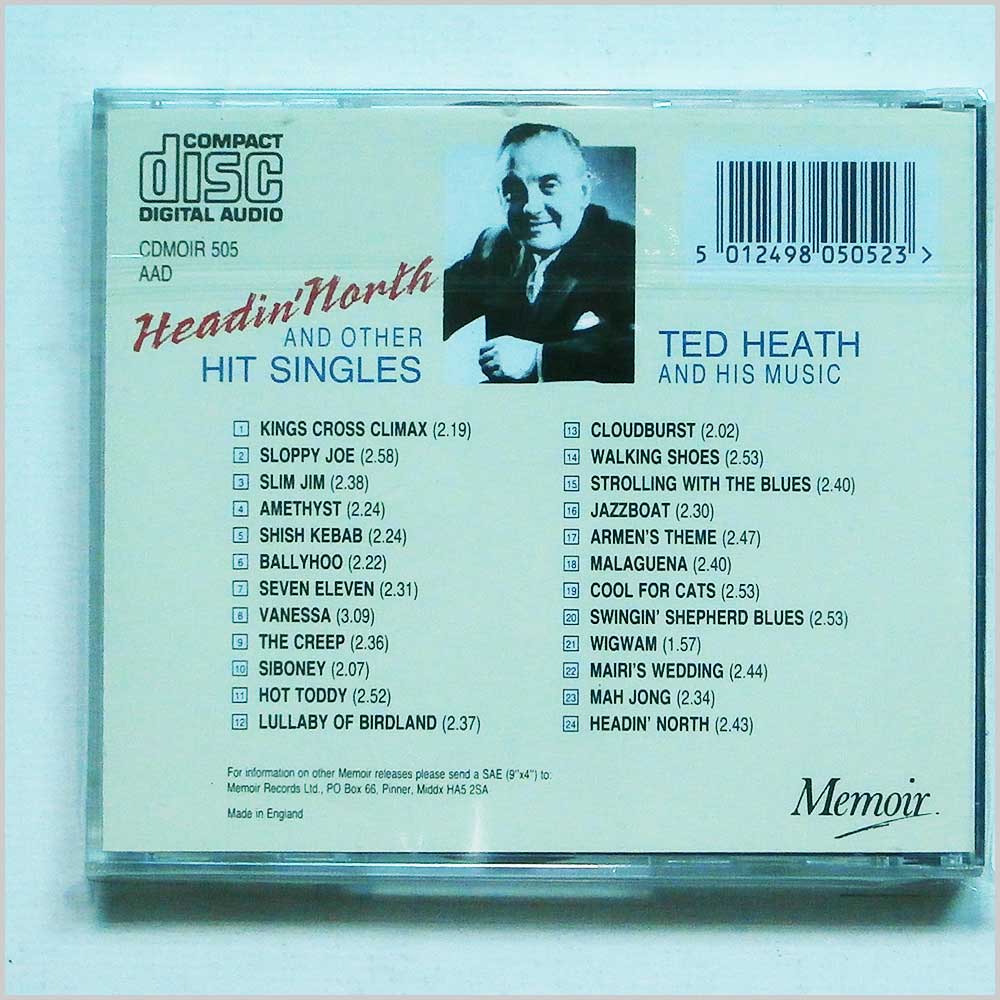 COMPACT
disc
DIGITAL AUDIO
CDMOIR 505
AAD
Headin' North
AND OTHER
HIT SINGLES
5 012498 050523 >
TED HEATH
AND HIS MUSIC
1 KINGS CROSS CLIMAX (2.19)
2 SLOPPY JOE (2.58)
3 SLIM JIM (2.38)
4 AMETHYST (2.24)
5 SHISH KEBAB (2.24)
6 BALLYHOO (2.22)
7 SEVEN ELEVEN (2.31)
8 VANESSA (3.09)
9 THE CREEP (2.36)
10 SIBONEY (2.07)
11 HOT TODDY (2.52)
12 LULLABY OF BIRDLAND (2.37)
13 CLOUDBURST (2.02)
14 WALKING SHOES (2.53)
15 STROLLING WITH THE BLUES (2.40)
16 JAZZBOAT (2.30)
17 ARMEN'S THEME (2.47)
18 MALAGUENA (2.40)
19 COOL FOR CATS (2.53)
20 SWINGIN' SHEPHERD BLUES (2.53)
21 WIGWAM (1.57)
22 MAIRI'S WEDDING (2.44)
23 MAH JONG (2.34)
24 HEADIN' NORTH (2.43)
For information on other Memoir releases please send a SAE (9"x4") to:
Memoir Records Ltd., PO Box 66, Pinner, Middx HA5 2SA
Made in England
Memoir.